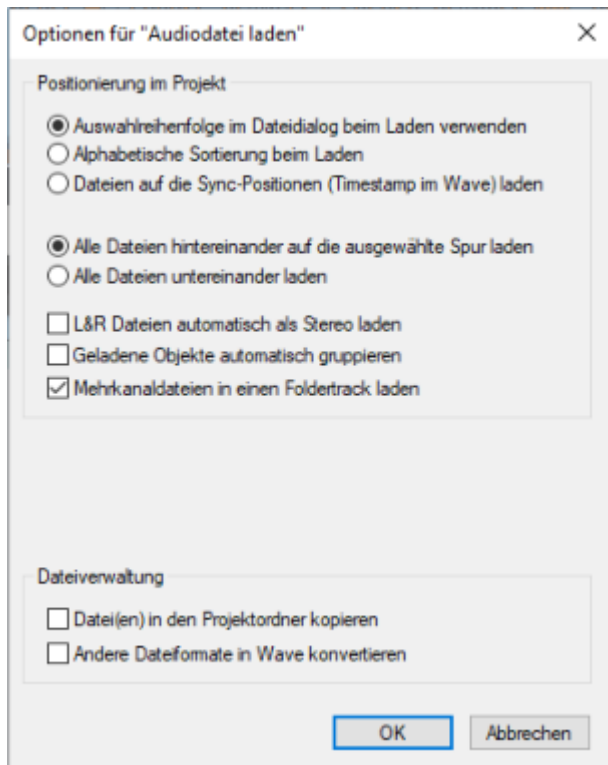 Optionen für "Audiodatei laden"
Positionierung im Projekt
Auswahlreihenfolge im Dateidialog beim Laden verwenden
Alphabetische Sortierung beim Laden
Dateien auf die Sync-Positionen (Timestamp im Wave) laden
Alle Dateien hintereinander auf die ausgewählte Spur laden
Alle Dateien untereinander laden
L&R Dateien automatisch als Stereo laden
Geladene Objekte automatisch gruppieren
Mehrkanaldateien in einen Foldertrack laden
Dateiverwaltung
Datei(en) in den Projektordner kopieren
Andere Dateiformate in Wave konvertieren
OK Abbrechen